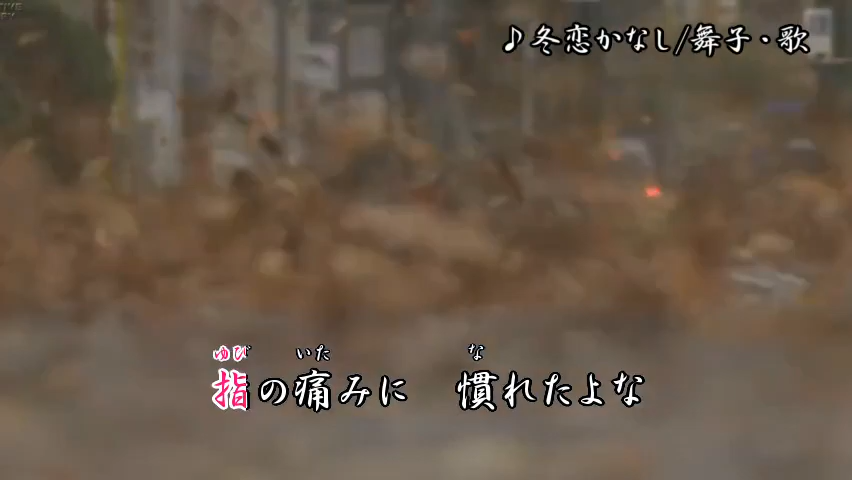 ♪冬恋かなし/舞子・歌
ゆび いた な
指の痛みに 慣れたよな